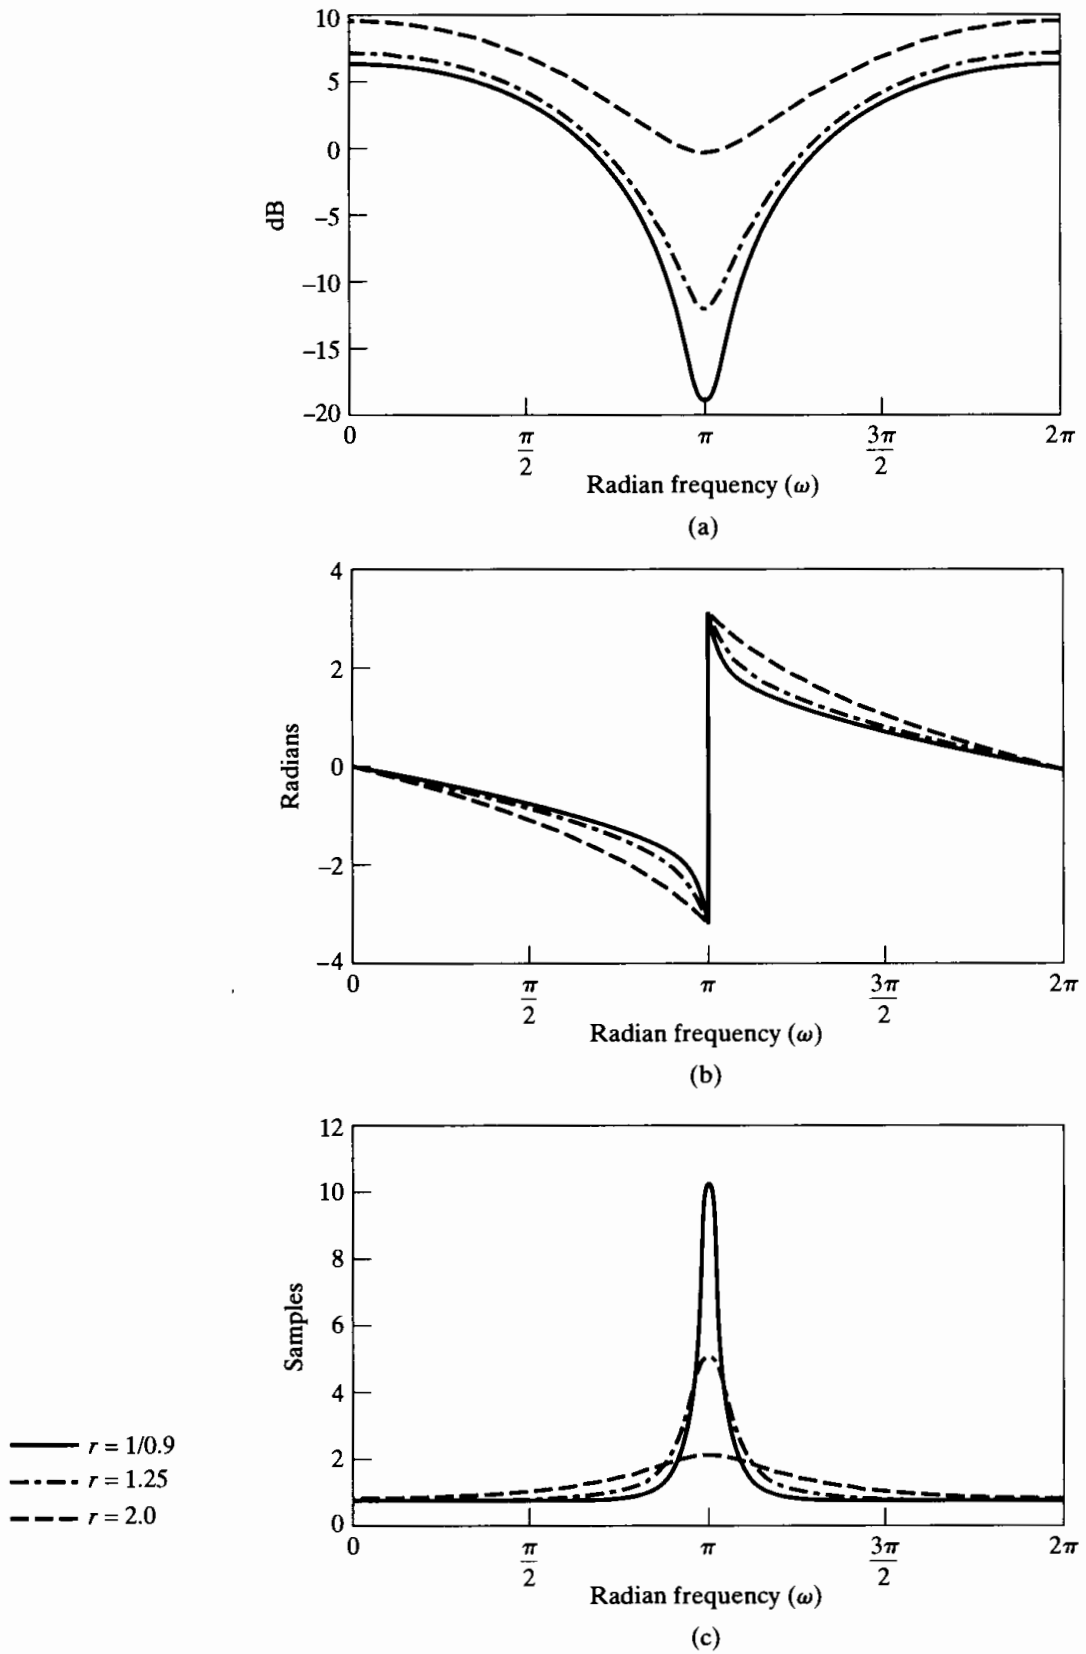 10
5
0
−5
−10
−15
−20
dB
0 π/2 π 3π/2 2π
Radian frequency (ω)
(a)
4
2
0
−2
−4
Radians
0 π/2 π 3π/2 2π
Radian frequency (ω)
(b)
12
10
8
6
4
2
0
Samples
0 π/2 π 3π/2 2π
Radian frequency (ω)
(c)
r = 1/0.9
r = 1.25
r = 2.0